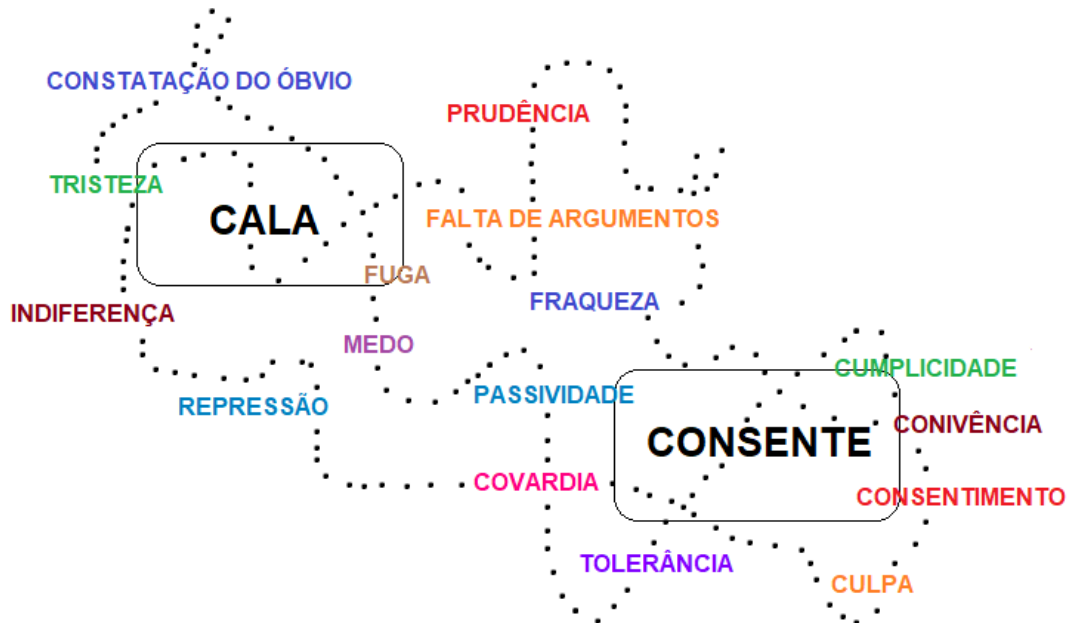 CONSTATAÇÃO DO ÓBVIO
PRUDÊNCIA
TRISTEZA
CALA
FALTA DE ARGUMENTOS
FUGA
FRAQUEZA
INDIFERENÇA
MEDO
CUMPLICIDADE
PASSIVIDADE
REPRESSÃO
CONIVÊNCIA
CONSENTE
COVARDIA
CONSENTIMENTO
TOLERÂNCIA
CULPA